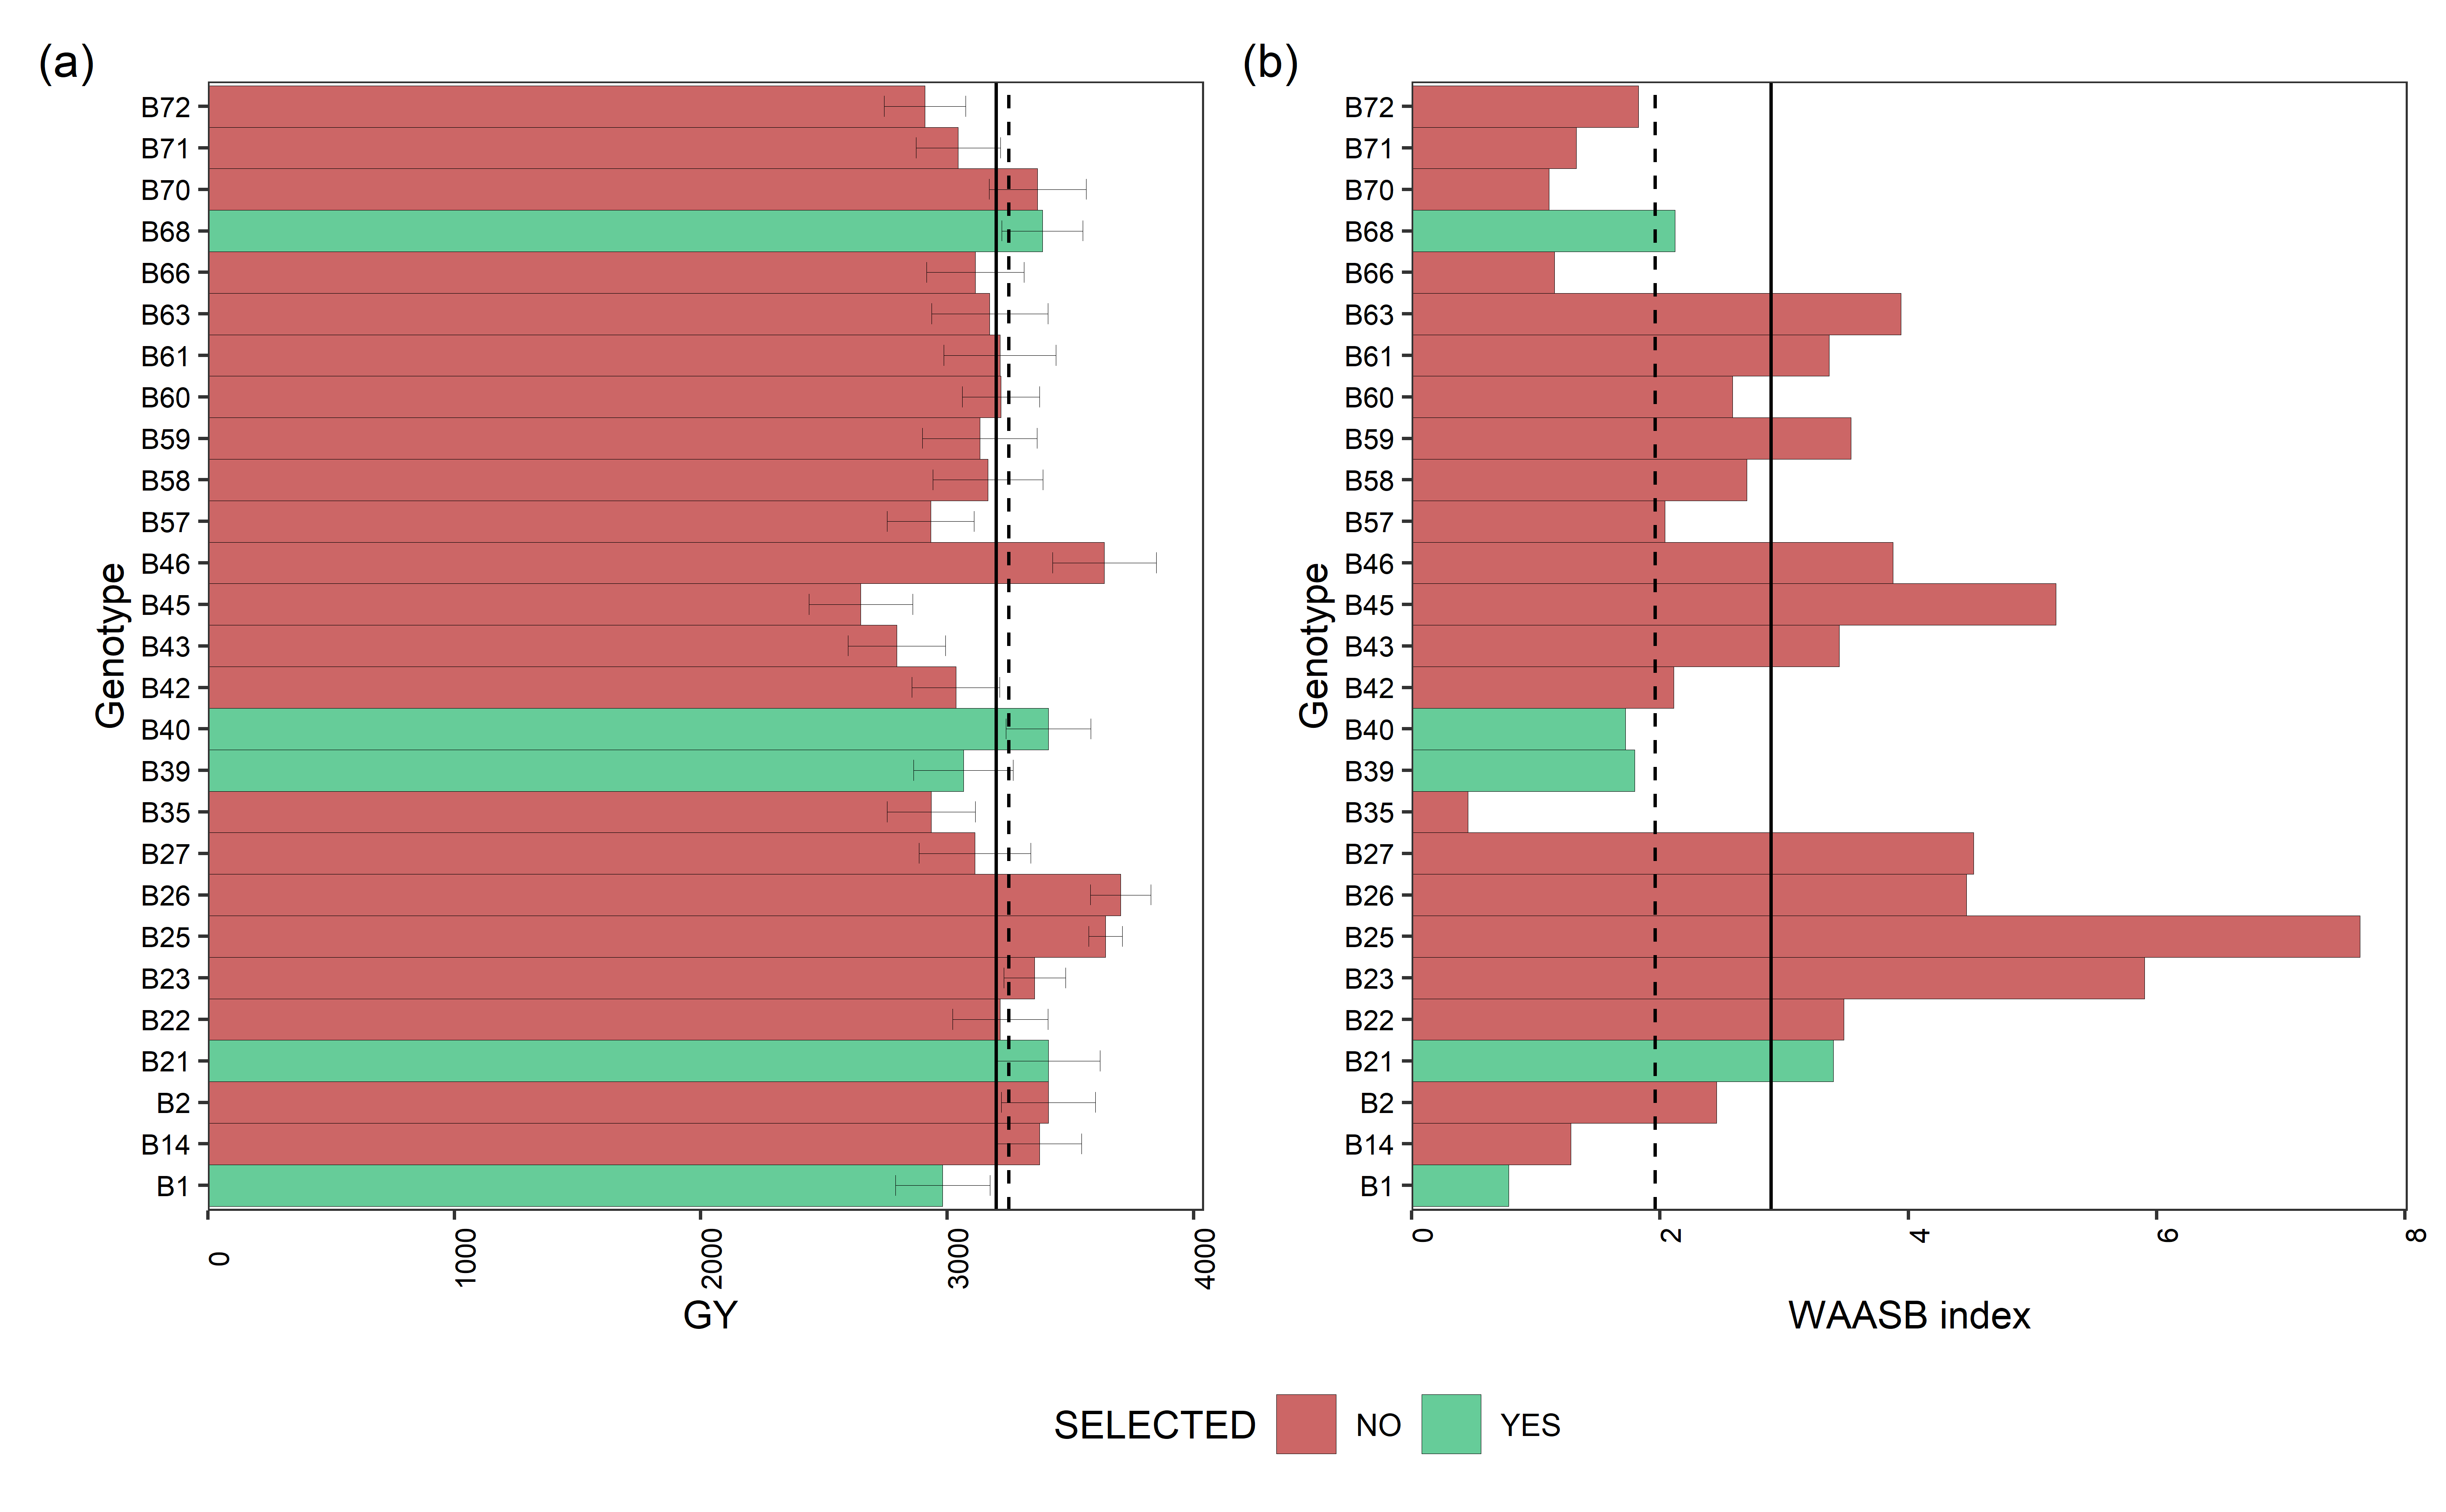 (a)
B72
B71
B70
B68
B66
B63
B61
B60
B59
B58
B57
B46
B45
B43
B42
B40
B39
B35
B27
B26
B25
B23
B22
B21
B2
B14
B1
Genotype
0
1000
2000
3000
4000
GY
(b)
B72
B71
B70
B68
B66
B63
B61
B60
B59
B58
B57
B46
B45
B43
B42
B40
B39
B35
B27
B26
B25
B23
B22
B21
B2
B14
B1
Genotype
0
2
4
6
8
WAASB index
SELECTED NO YES